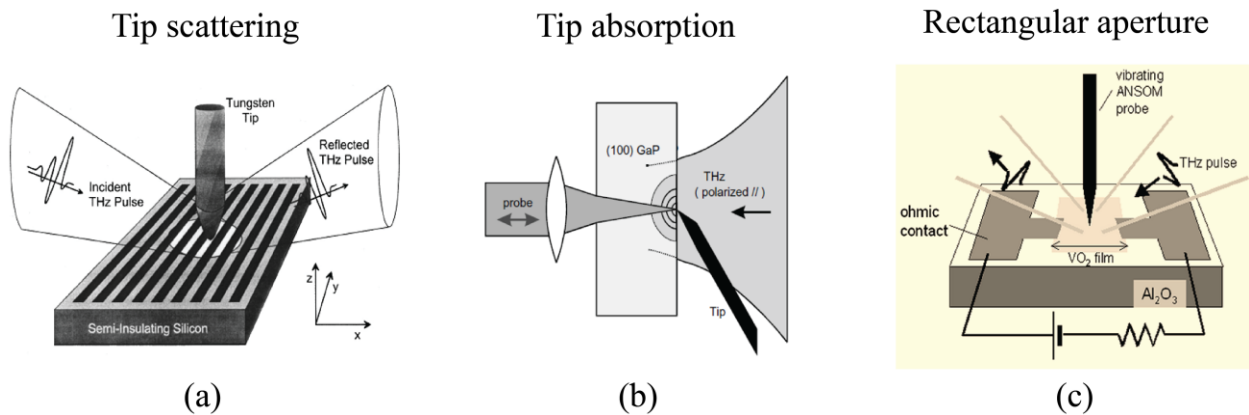 Tip scattering
Tip absorption
Rectangular aperture
Tungsten
Tip
Reflected
THz Pulse
Incident
THz Pulse
Semi-Insulating Silicon
z
y
x
(a)
(100) GaP
THz
( polarized // )
probe
Tip
(b)
vibrating
ANSOM
probe
THz pulse
ohmic
contact
VO₂ film
Al₂O₃
(c)